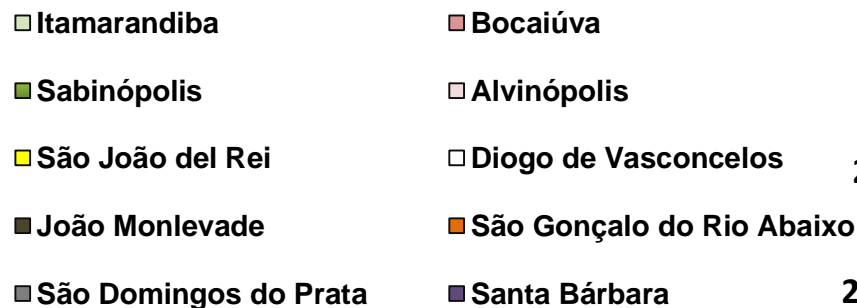 Itamarandiba Bocaiúva
Sabinópolis Alvinópolis
São João del Rei Diogo de Vasconcelos
João Monlevade São Gonçalo do Rio Abaixo
São Domingos do Prata Santa Bárbara 2